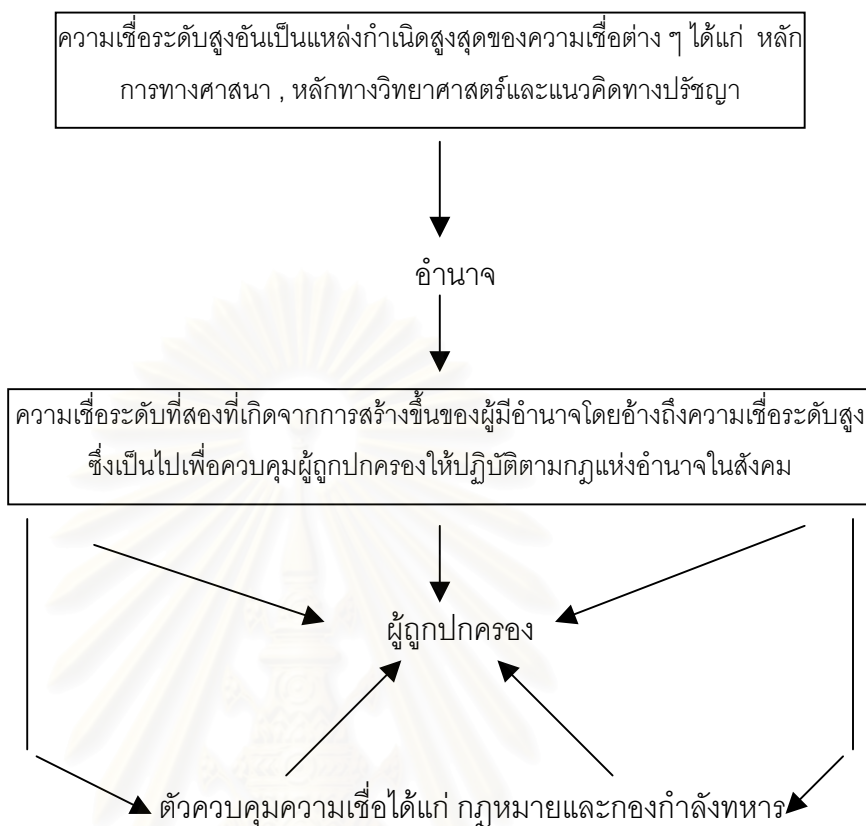 ความเชื่อระดับสูงอันเป็นแหล่งกำเนิดสูงสุดของความเชื่อต่าง ๆ ได้แก่ หลัก
การทางศาสนา , หลักทางวิทยาศาสตร์และแนวคิดทางปรัชญา
อำนาจ
ความเชื่อระดับที่สองที่เกิดจากการสร้างขึ้นของผู้มีอำนาจโดยอ้างถึงความเชื่อระดับสูง
ซึ่งเป็นไปเพื่อควบคุมผู้ถูกปกครองให้ปฏิบัติตามกฎแห่งอำนาจในสังคม
ผู้ถูกปกครอง
ตัวควบคุมความเชื่อได้แก่ กฎหมายและกองกำลังทหาร